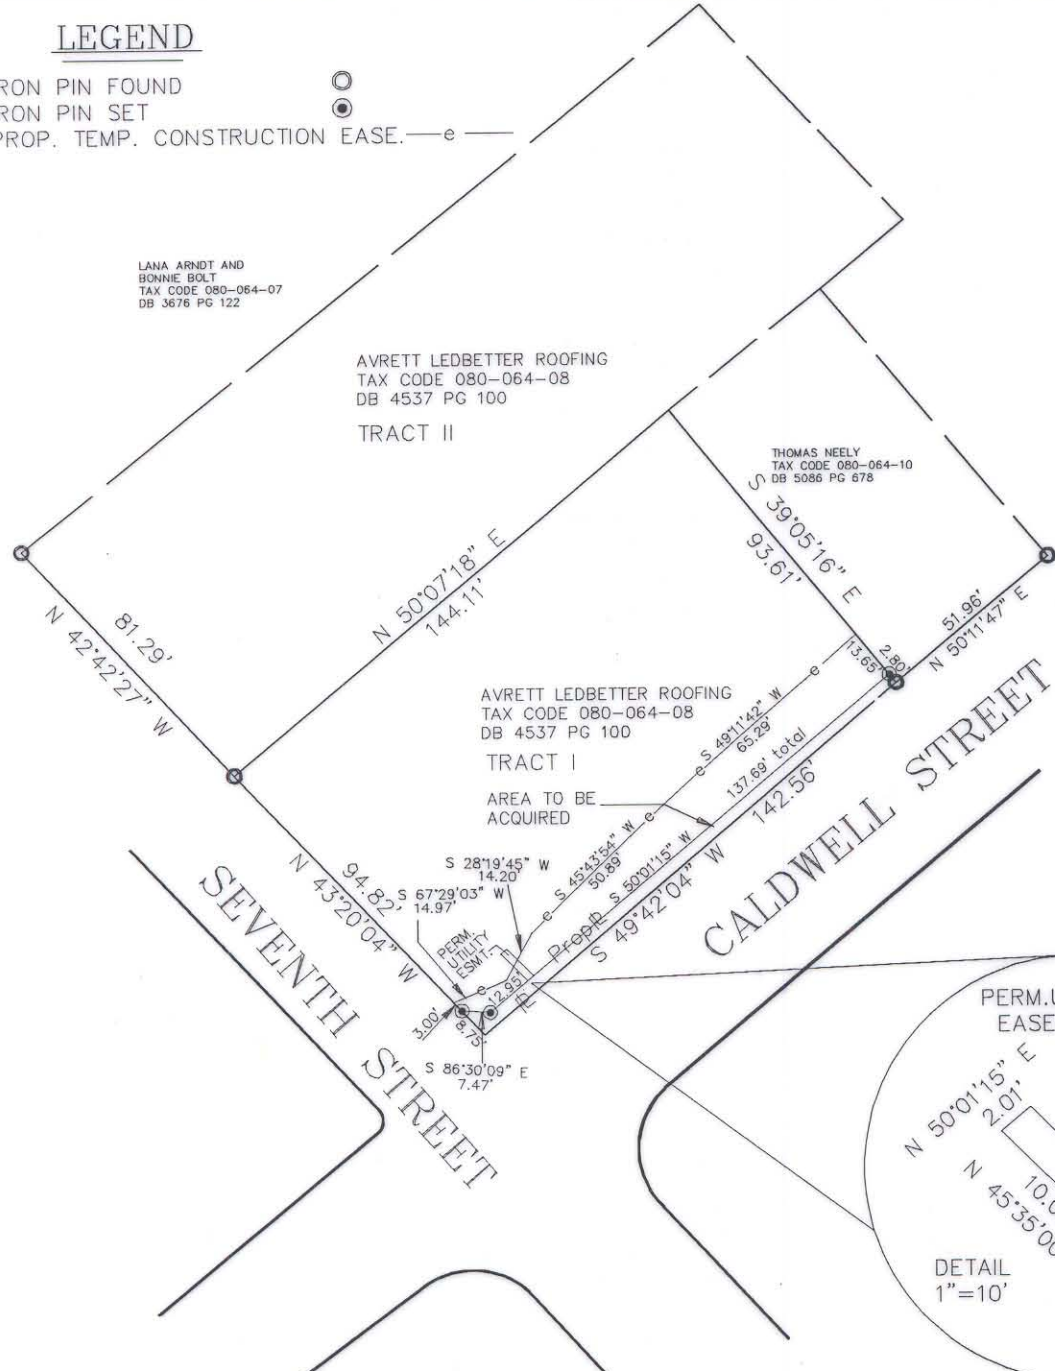 LEGEND
RON PIN FOUND
RON PIN SET
PROP. TEMP. CONSTRUCTION EASE. e
LANA ARNDT AND
BONNIE BOLT
TAX CODE 080-064-07
DB 3676 PG 122
AVRETT LEDBETTER ROOFING
TAX CODE 080-064-08
DB 4537 PG 100
TRACT II
THOMAS NEELY
TAX CODE 080-064-10
DB 5086 PG 678
S 39°05'16" E
93.61'
N 50°07'18" E
144.11'
81.29'
N 42°42'27" W
51.96'
N 50°11'47" E
2.80'
13.65'
AVRETT LEDBETTER ROOFING
TAX CODE 080-064-08
DB 4537 PG 100
TRACT I
AREA TO BE
ACQUIRED
e
S 49°11'42" W
65.29'
e
137.69' total
142.56'
e
S 45°43'54" W
50.89'
e
Prop S 50°01'15" W
S 49°42'04" W
CALDWELL STREET
94.82'
N 43°20'04" W
S 28°19'45" W
14.20'
S 67°29'03" W
14.97'
PERM.
UTILITY
ESMT.
e
12.95'
3.00'
8.75'
S 86°30'09" E
7.47'
SEVENTH STREET
PERM.U
EASE
N 50°01'15" E
2.01'
10.0
N 45°35'00
DETAIL
1"=10'